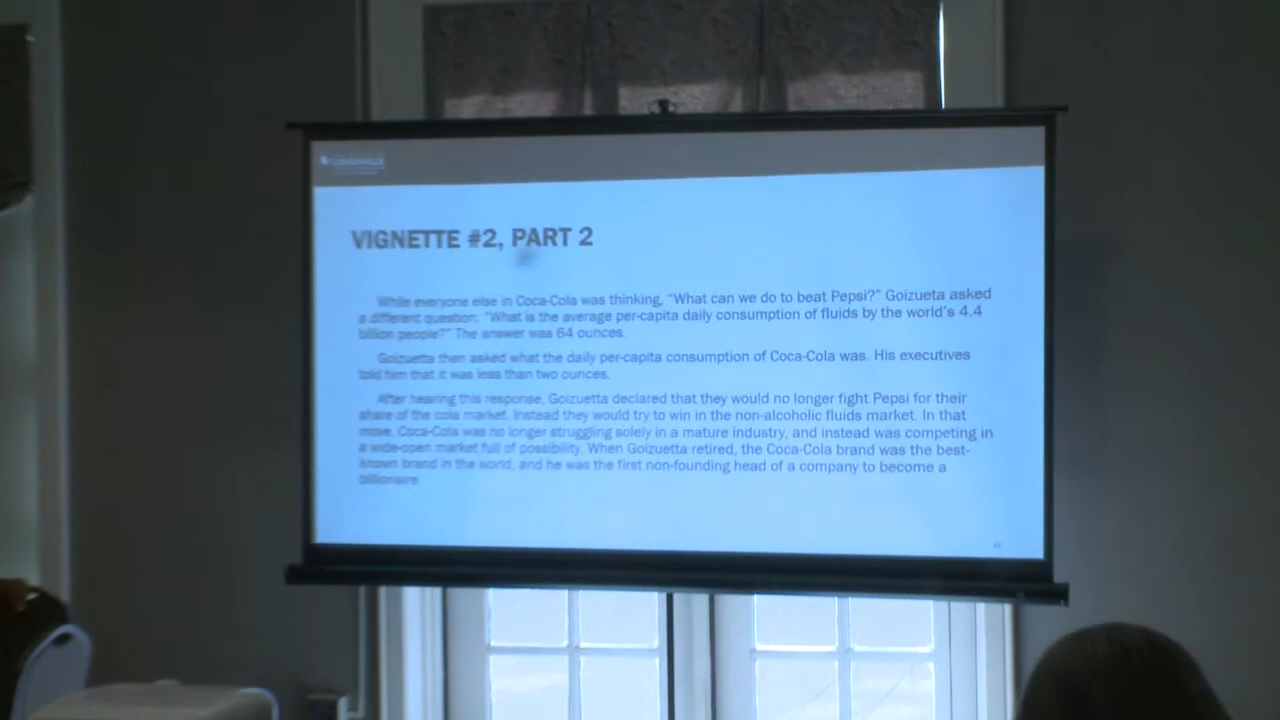 VIGNETTE #2, PART 2
While everyone else in Coca-Cola was thinking, “What can we do to beat Pepsi?” Goizueta asked
a different question: “What is the average per-capita daily consumption of fluids by the world’s 4.4
billion people?” The answer was 64 ounces.
Goizuetta then asked what the daily per-capita consumption of Coca-Cola was. His executives
told him that it was less than two ounces.
After hearing this response, Goizuetta declared that they would no longer fight Pepsi for their
share of the cola market. Instead they would try to win in the non-alcoholic fluids market. In that
move, Coca-Cola was no longer struggling solely in a mature industry, and instead was competing in
a wide-open market full of possibility. When Goizuetta retired, the Coca-Cola brand was the best-
known brand in the world, and he was the first non-founding head of a company to become a
billionaire.